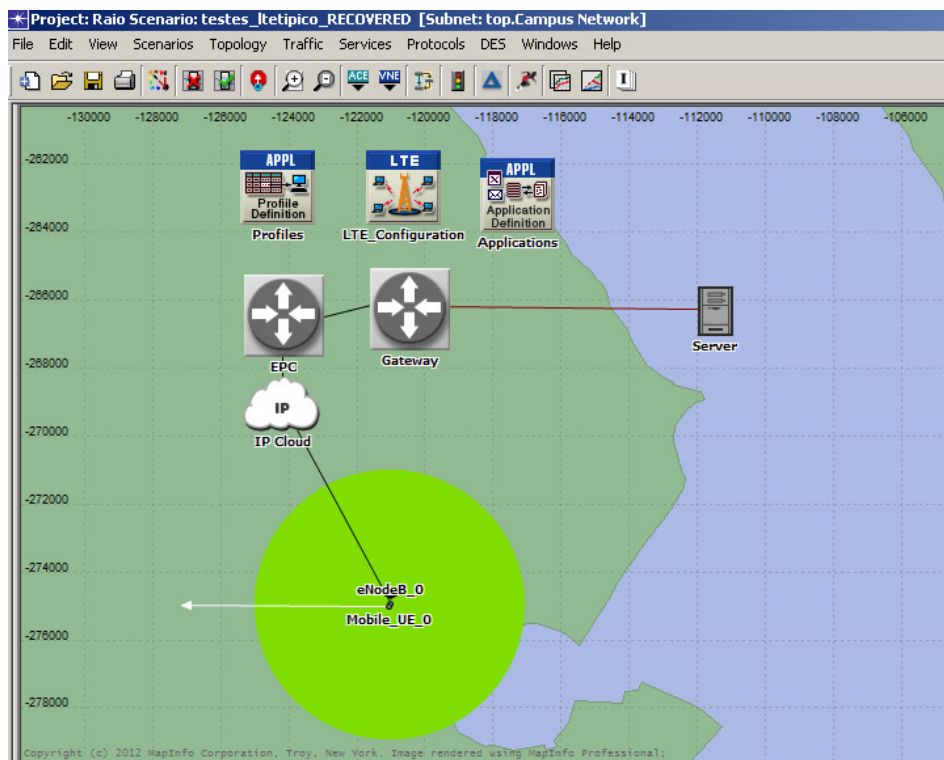 Project: Raio Scenario: testes_ltetipico_RECOVERED [Subnet: top.Campus Network]
File Edit View Scenarios Topology Traffic Services Protocols DES Windows Help
ACE VNE
-130000 -128000 -126000 -124000 -122000 -120000 -118000 -116000 -114000 -112000 -110000 -108000 -106000
-262000
APPL
Profiile
Definition
Profiles
LTE
LTE_Configuration
APPL
Application
Definition
Applications
-264000
-266000
EPC
Gateway
Server
-268000
IP
IP Cloud
-270000
-272000
-274000
eNodeB_0
Mobile_UE_0
-276000
-278000
Copyright (c) 2012 MapInfo Corporation, Troy, New York. Image rendered using MapInfo Professional;